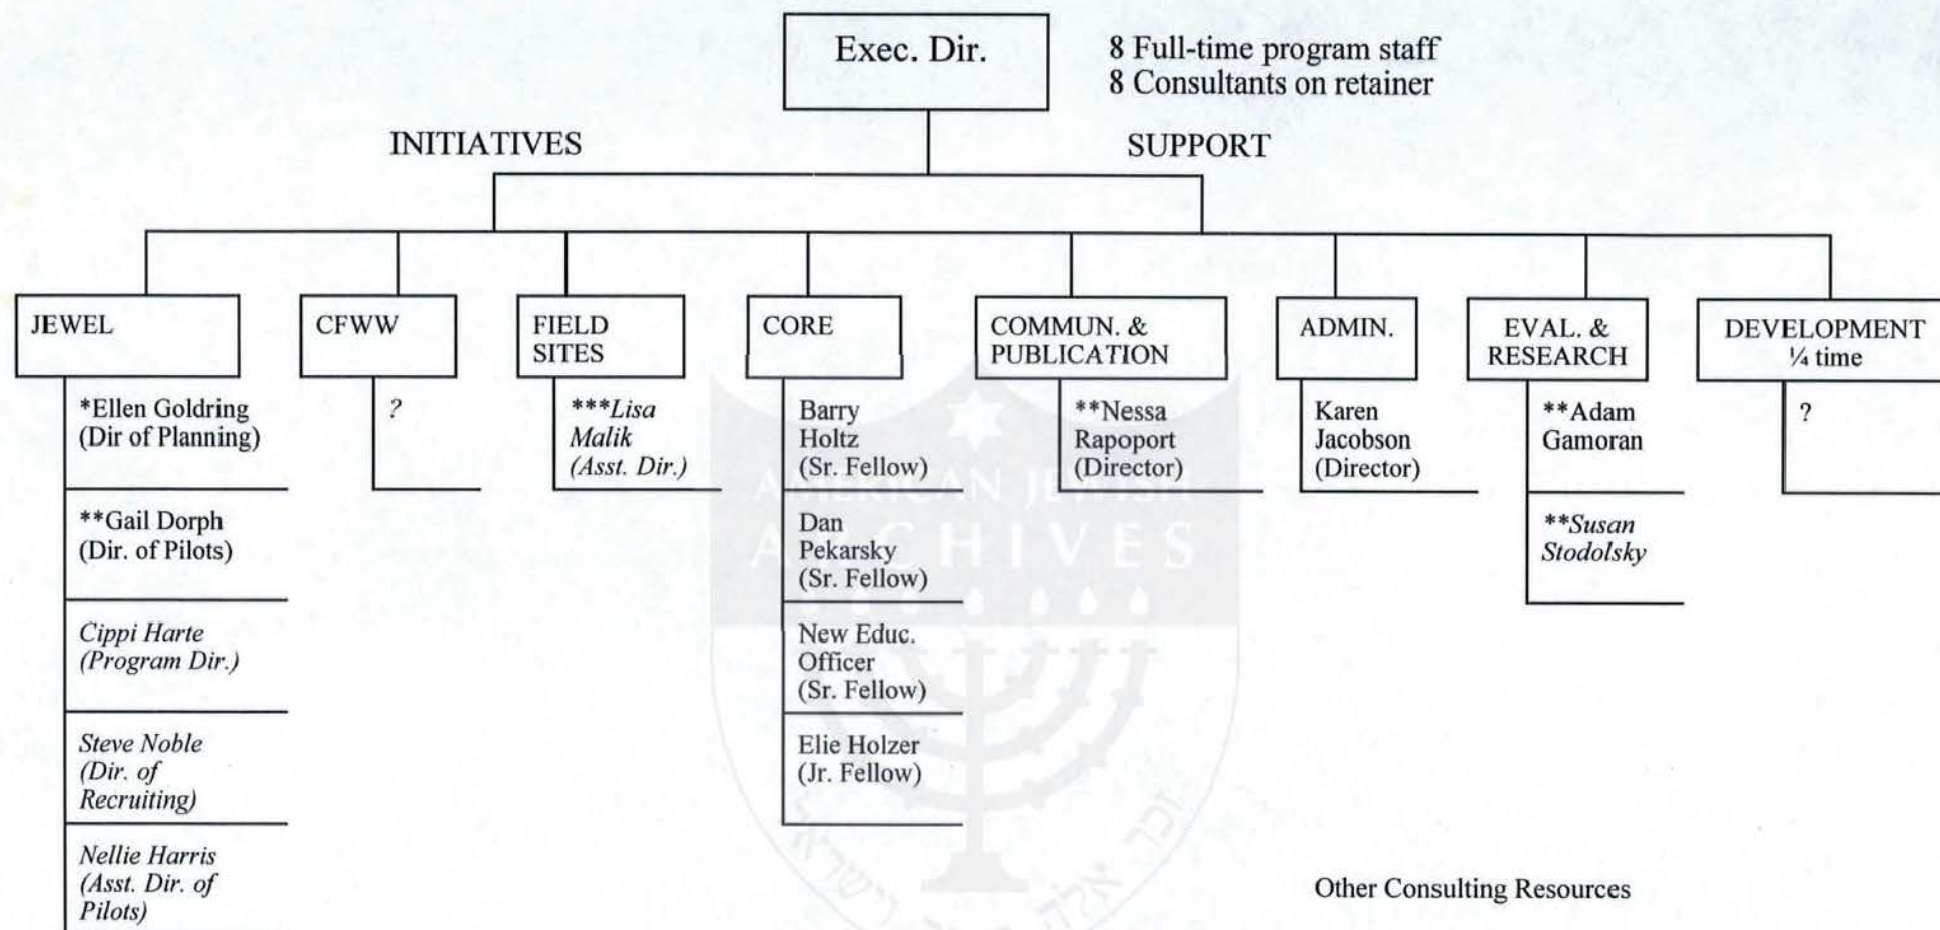 Exec. Dir.
8 Full-time program staff
8 Consultants on retainer
INITIATIVES
SUPPORT
JEWEL
*Ellen Goldring
(Dir of Planning)
**Gail Dorph
(Dir. of Pilots)
Cippi Harte
(Program Dir.)
Steve Noble
(Dir. of
Recruiting)
Nellie Harris
(Asst. Dir. of
Pilots)
CFWW
?
FIELD
SITES
***Lisa
Malik
(Asst. Dir.)
CORE
Barry
Holtz
(Sr. Fellow)
Dan
Pekarsky
(Sr. Fellow)
New Educ.
Officer
(Sr. Fellow)
Elie Holzer
(Jr. Fellow)
COMMUN. &
PUBLICATION
**Nessa
Rapoport
(Director)
ADMIN.
Karen
Jacobson
(Director)
EVAL. &
RESEARCH
**Adam
Gamoran
**Susan
Stodolsky
DEVELOPMENT
¼ time
?
Other Consulting Resources
AMERICAN JEWISH
ARCHIVES